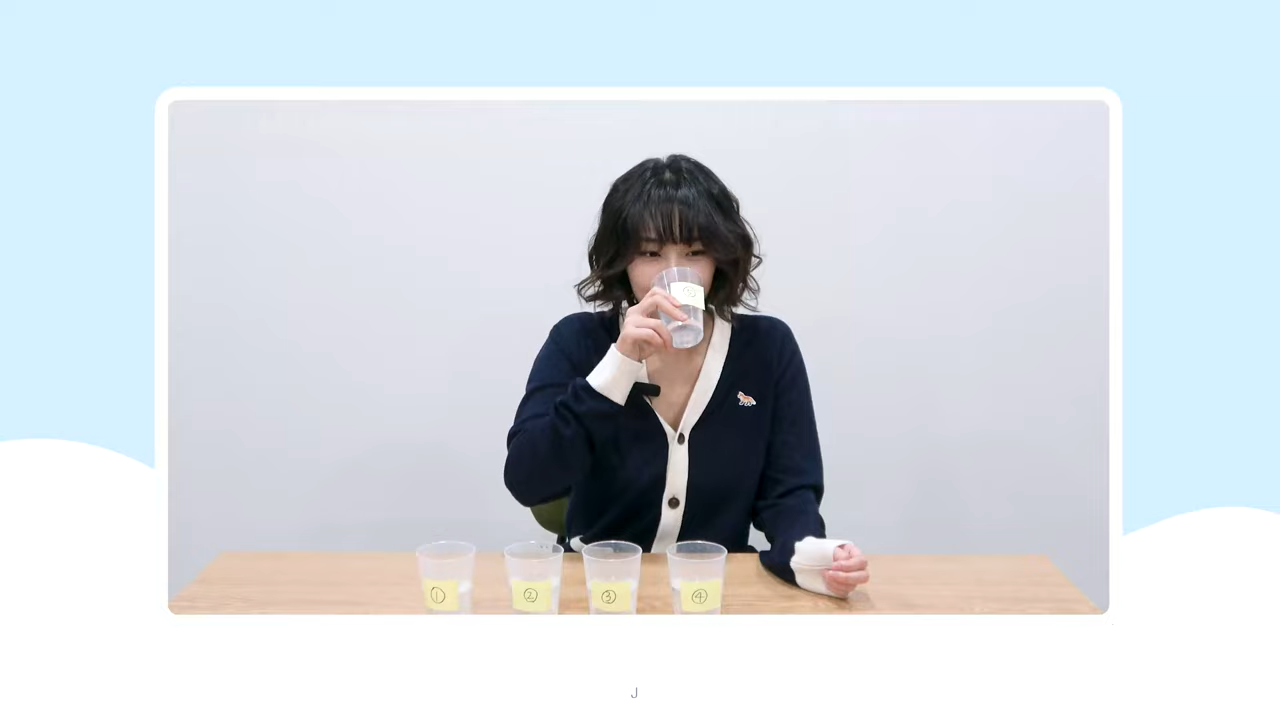 ①
②
③
④
J